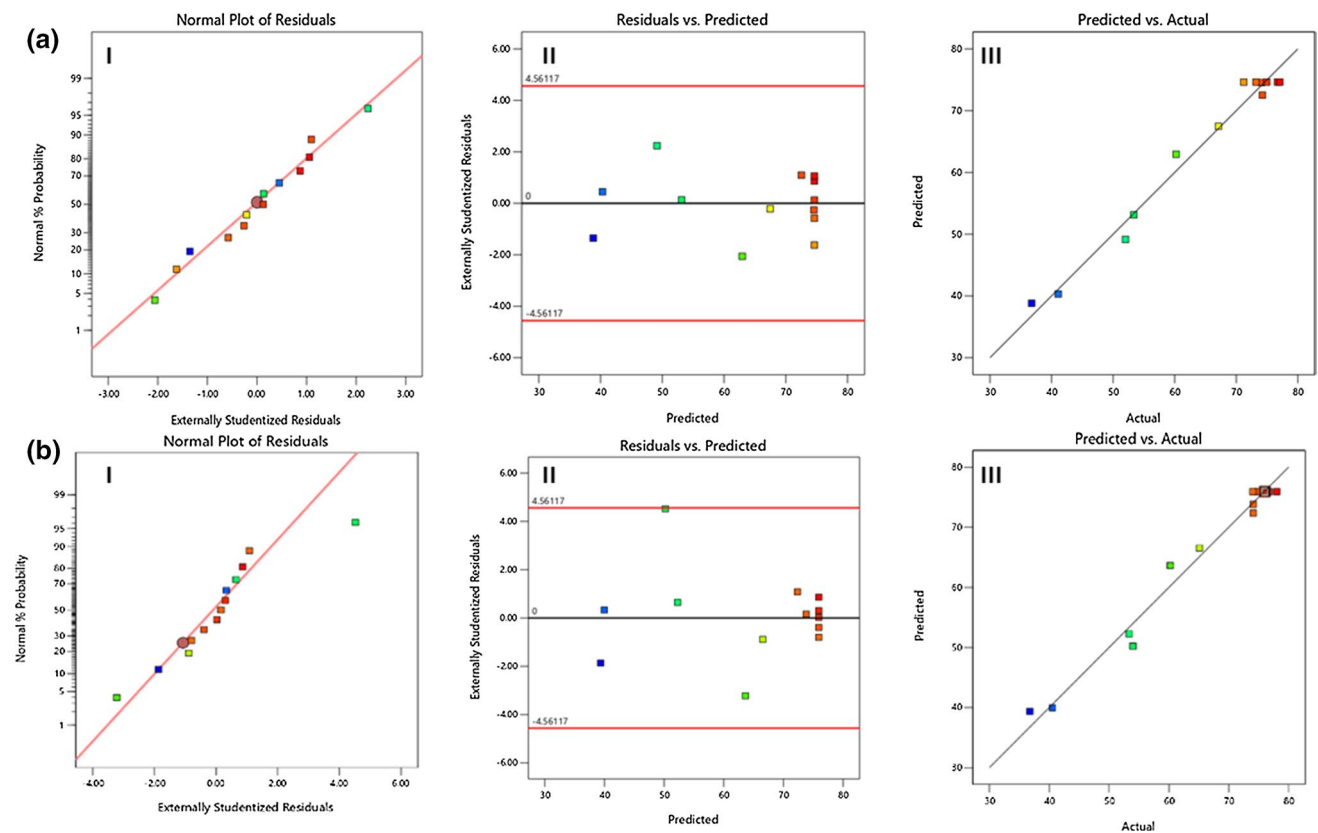 (a)
Normal Plot of Residuals
I
Normal % Probability
99
95
90
80
70
50
30
20
10
5
1
-3.00 -2.00 -1.00 0.00 1.00 2.00 3.00
Externally Studentized Residuals
Residuals vs. Predicted
II
Externally Studentized Residuals
6.00
4.00
2.00
0.00
-2.00
-4.00
-6.00
4.56117
0
-4.56117
30 40 50 60 70 80
Predicted
Predicted vs. Actual
III
Predicted
80
70
60
50
40
30
30 40 50 60 70 80
Actual
(b)
Normal Plot of Residuals
I
Normal % Probability
99
95
90
80
70
50
30
20
10
5
1
-4.00 -2.00 0.00 2.00 4.00 6.00
Externally Studentized Residuals
Residuals vs. Predicted
II
Externally Studentized Residuals
6.00
4.00
2.00
0.00
-2.00
-4.00
-6.00
4.56117
0
-4.56117
30 40 50 60 70 80
Predicted
Predicted vs. Actual
III
Predicted
80
70
60
50
40
30
30 40 50 60 70 80
Actual